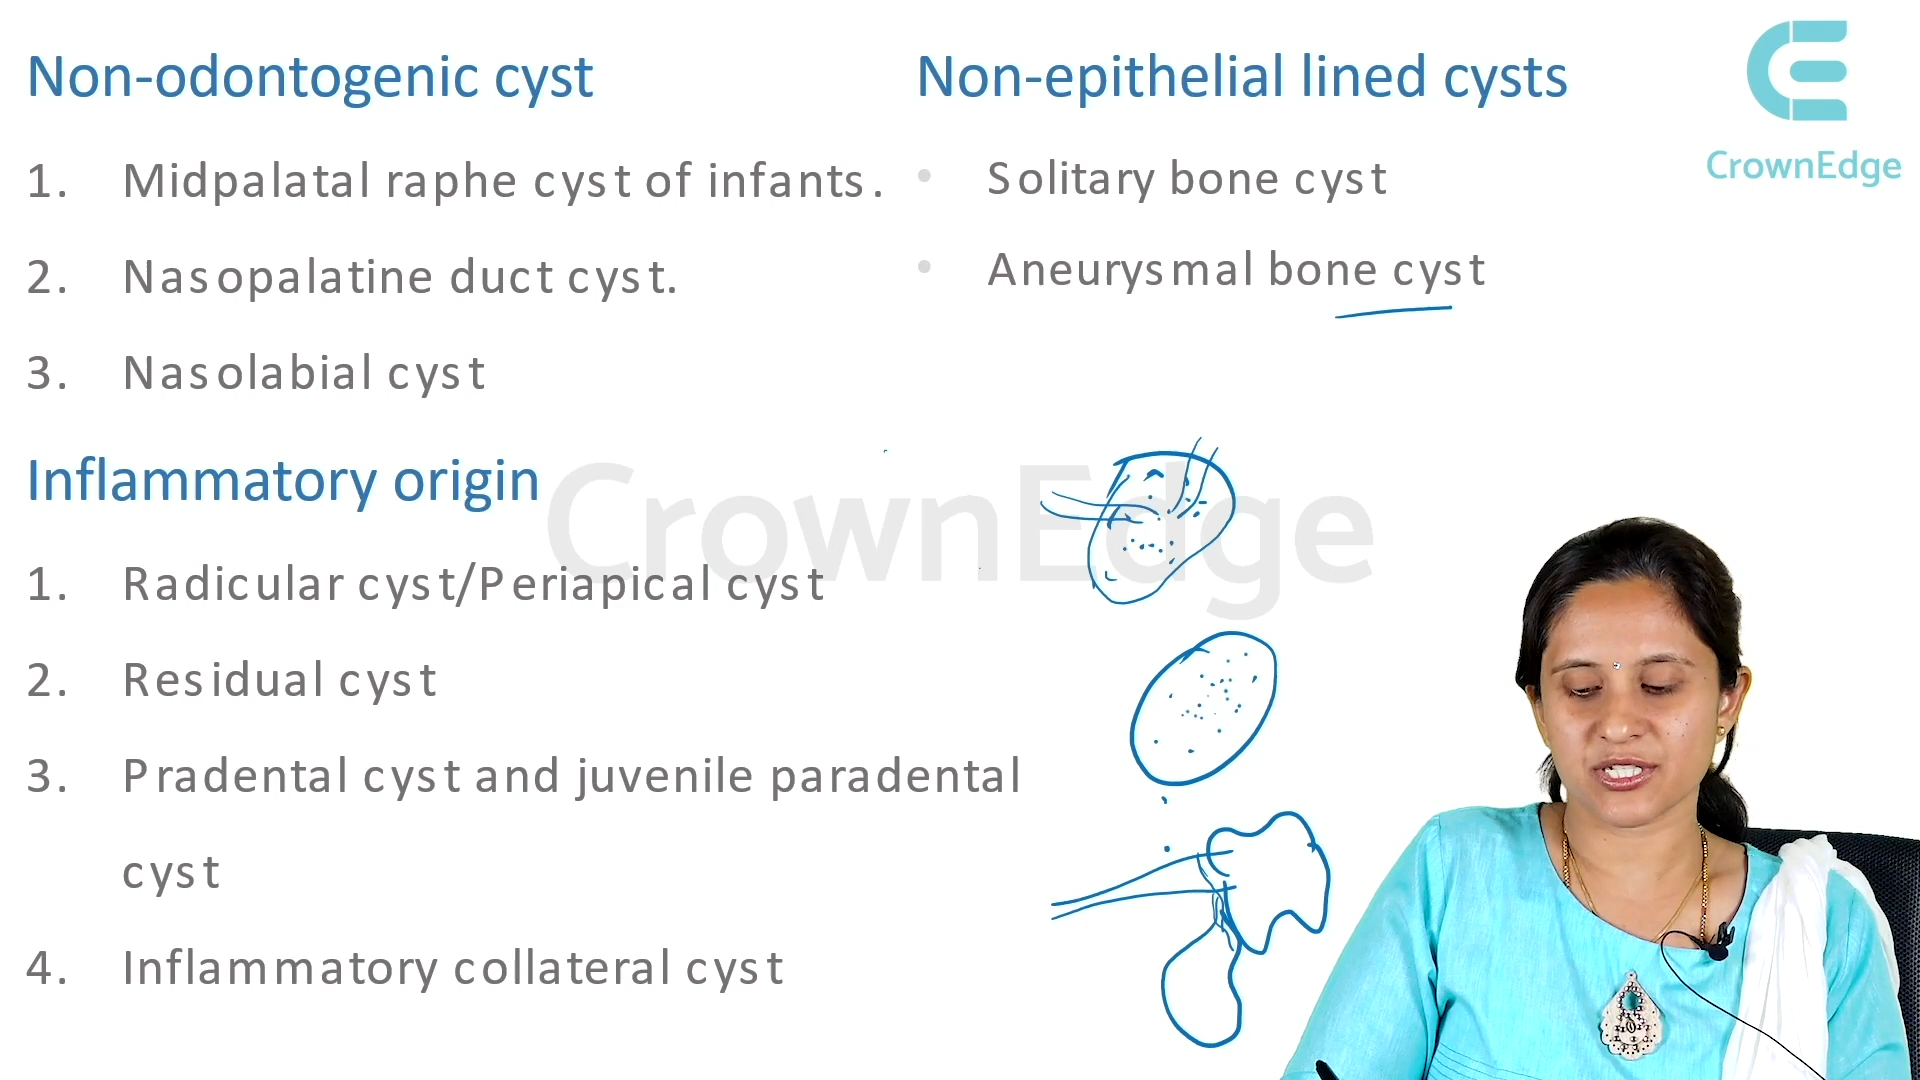 Non-odontogenic cyst
1. Midpalatal raphe cyst of infants.
2. Nasopalatine duct cyst.
3. Nasolabial cyst
Inflammatory origin
1. Radicular cyst/Periapical cyst
2. Residual cyst
3. Pradental cyst and juvenile paradental
cyst
4. Inflammatory collateral cyst
Non-epithelial lined cysts
• Solitary bone cyst
• Aneurysmal bone cyst
CrownEdge
CrownEdge